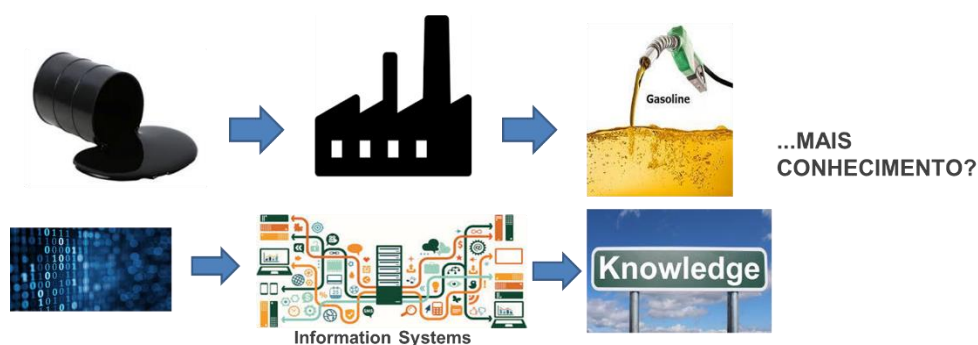 Gasoline
...MAIS
CONHECIMENTO?
Knowledge
Information Systems